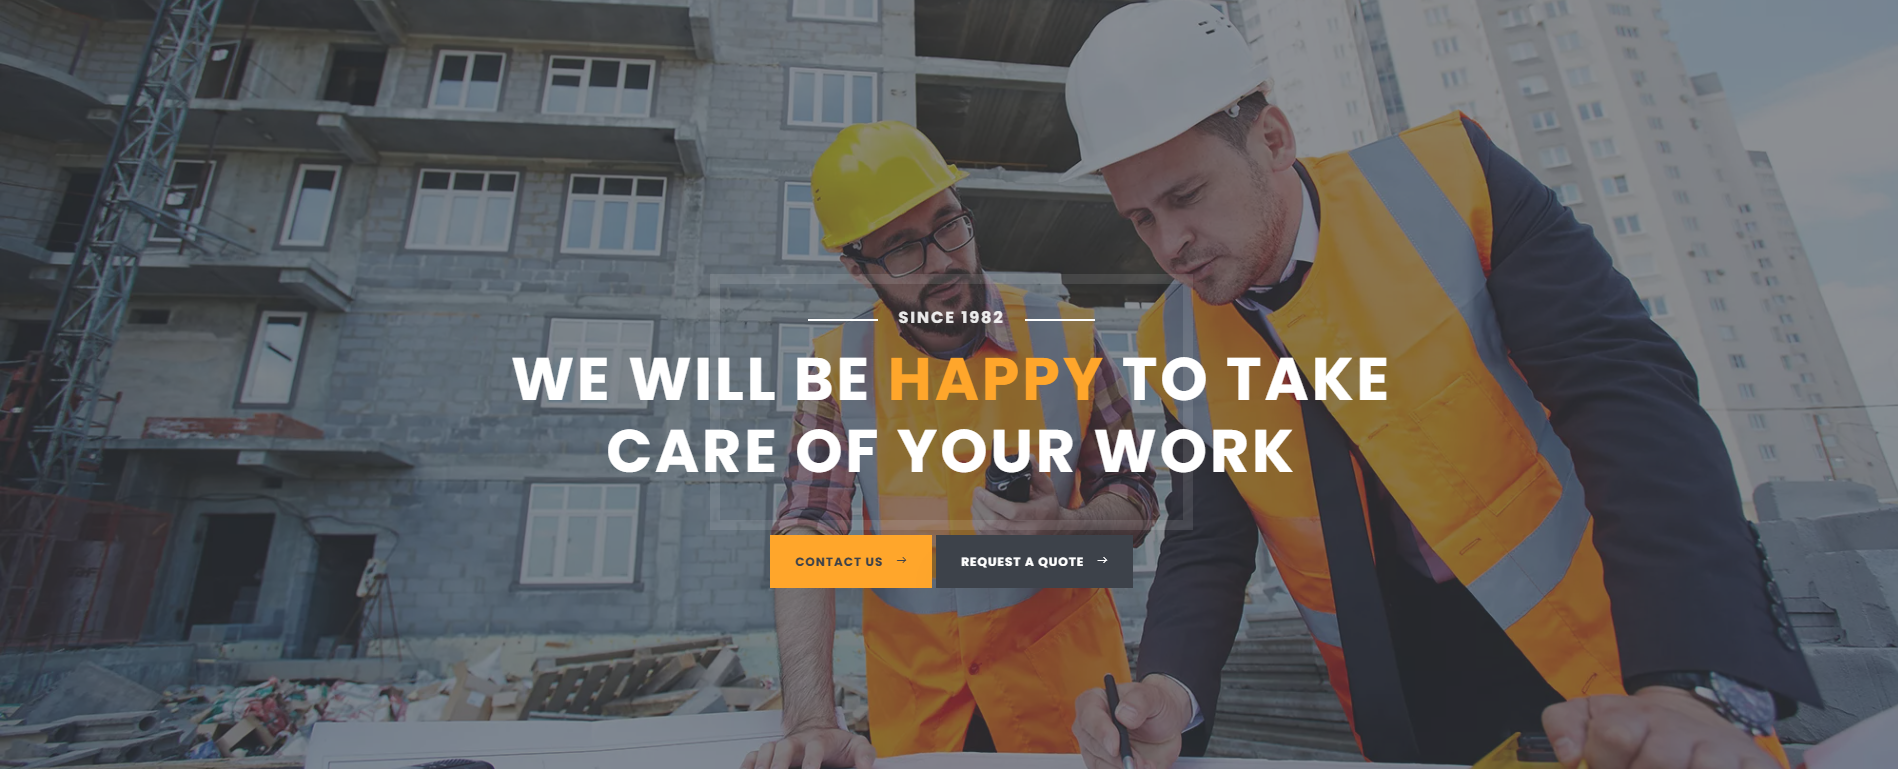 SINCE 1982
WE WILL BE HAPPY TO TAKE
CARE OF YOUR WORK
CONTACT US →
REQUEST A QUOTE →